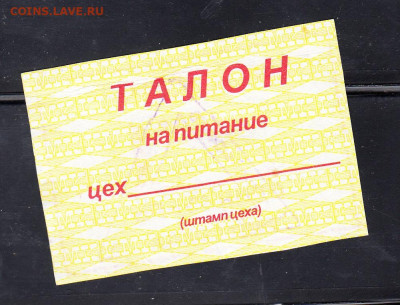 COINS.LAVE.RU
ТАЛОН
на питание
цех
(штамп цеха)